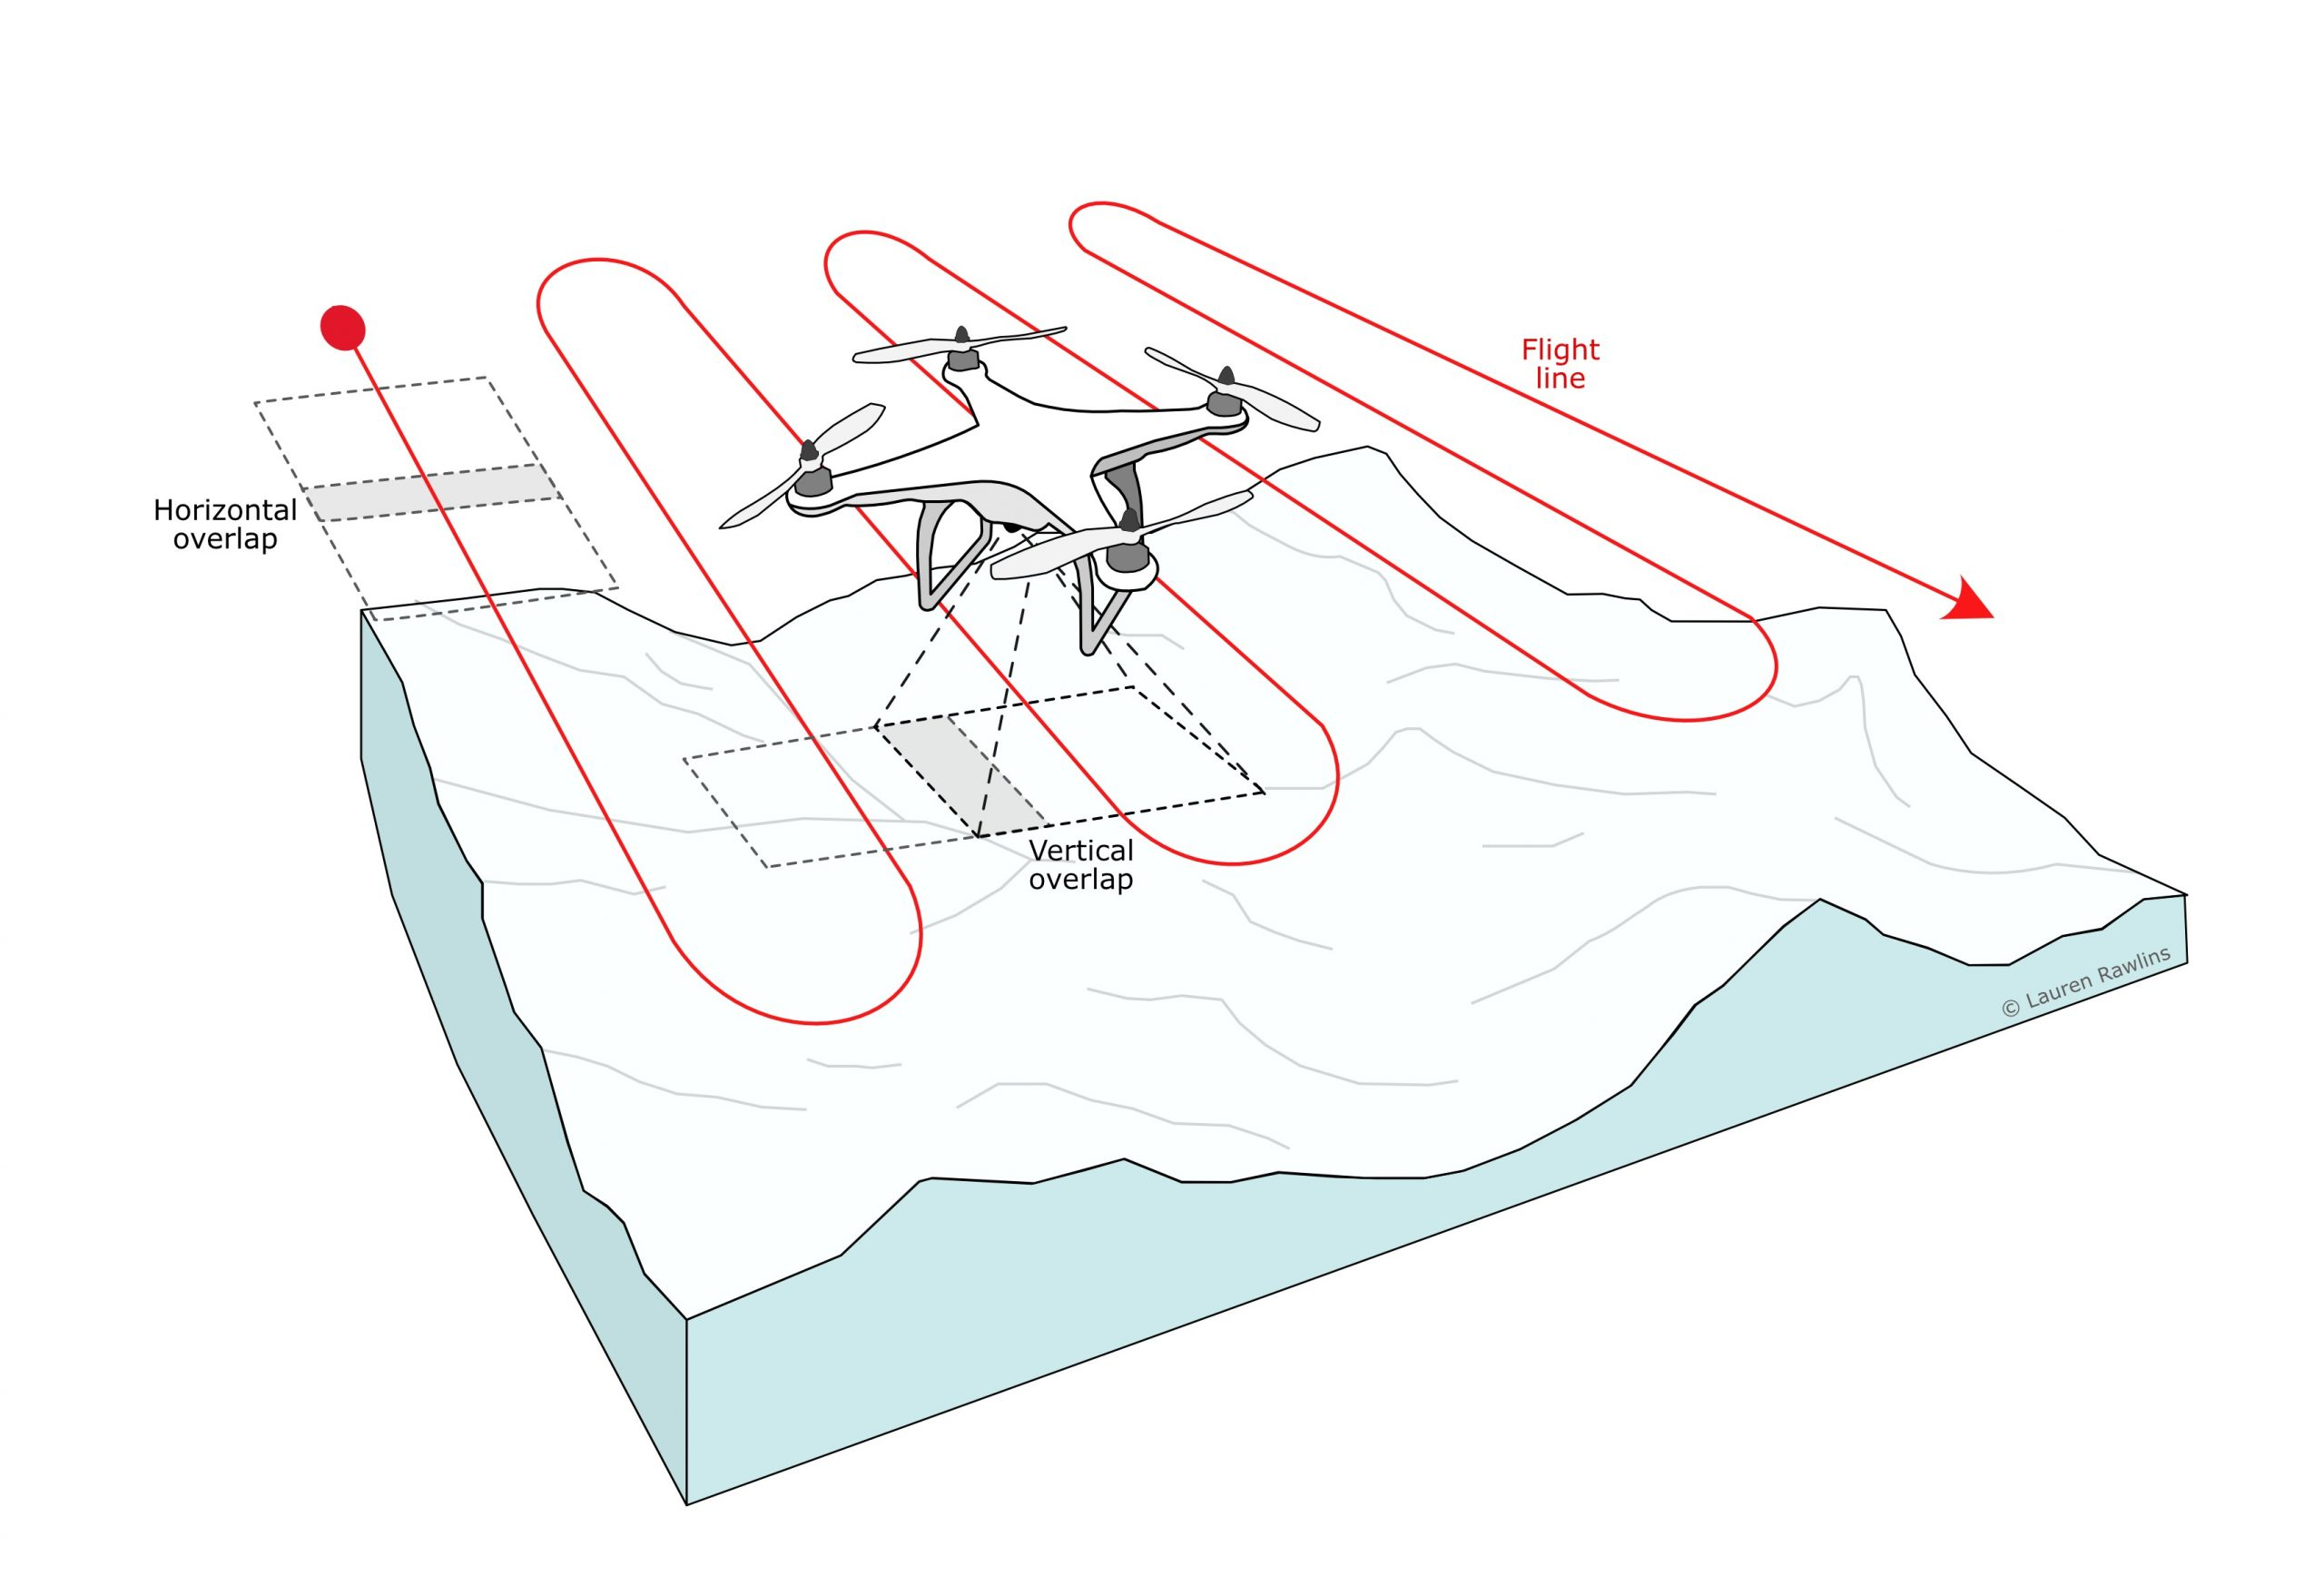 Flight
line
Horizontal
overlap
Vertical
overlap
© Lauren Rawlins